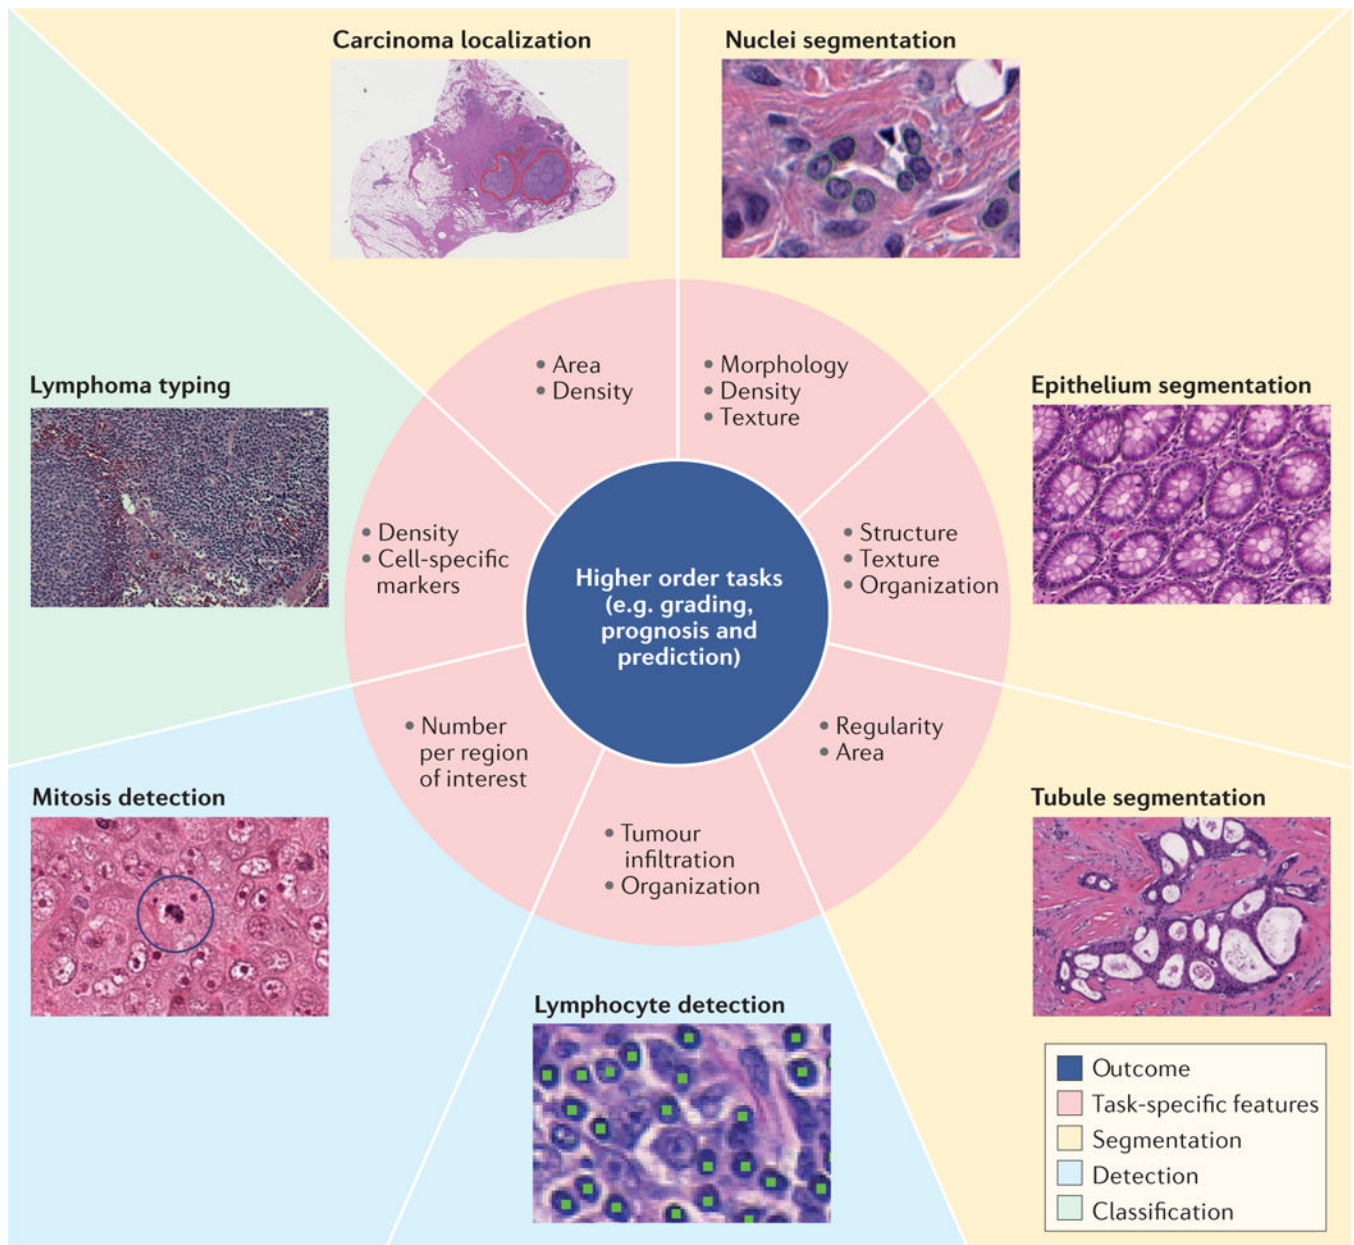 Carcinoma localization
Nuclei segmentation
• Area
• Density
• Morphology
• Density
• Texture
Lymphoma typing
Epithelium segmentation
• Density
• Cell-specific
markers
• Structure
• Texture
• Organization
Higher order tasks
(e.g. grading,
prognosis and
prediction)
• Number
per region
of interest
• Regularity
• Area
Mitosis detection
Tubule segmentation
• Tumour
infiltration
• Organization
Lymphocyte detection
Outcome
Task-specific features
Segmentation
Detection
Classification